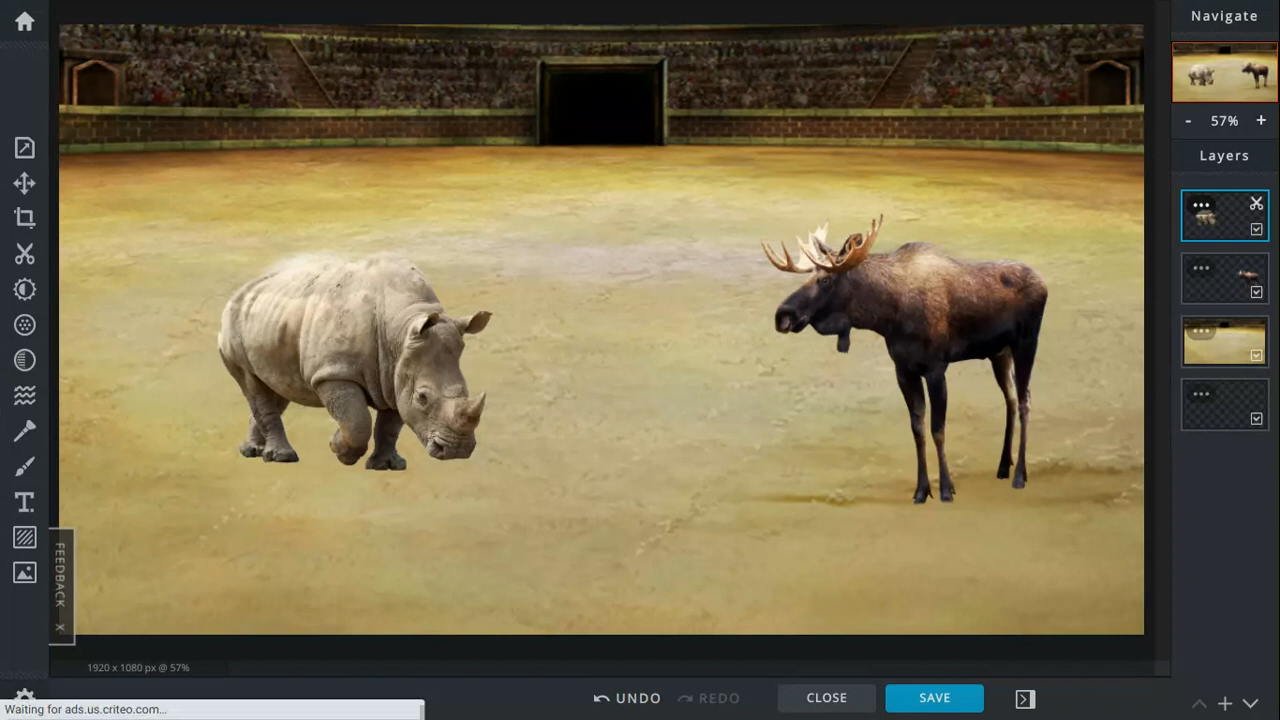 Navigate
- 57% +
Layers
FEEDBACK X
1920 x 1080 px @ 57%
UNDO REDO CLOSE SAVE
Waiting for ads.us.criteo.com...